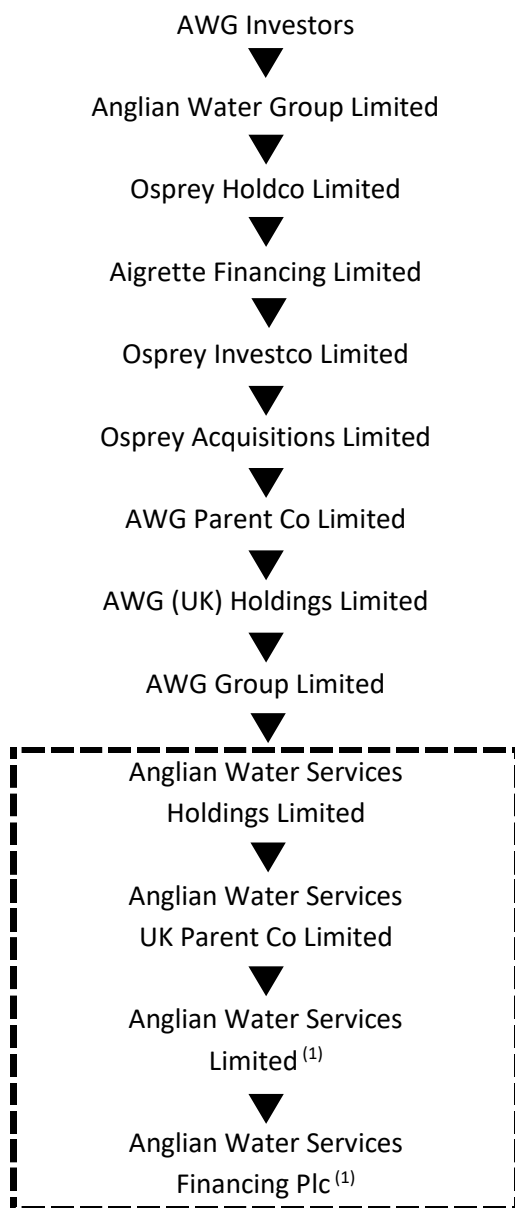 AWG Investors
Anglian Water Group Limited
Osprey Holdco Limited
Aigrette Financing Limited
Osprey Investco Limited
Osprey Acquisitions Limited
AWG Parent Co Limited
AWG (UK) Holdings Limited
AWG Group Limited
Anglian Water Services
Holdings Limited
Anglian Water Services
UK Parent Co Limited
Anglian Water Services
Limited (1)
Anglian Water Services
Financing Plc (1)